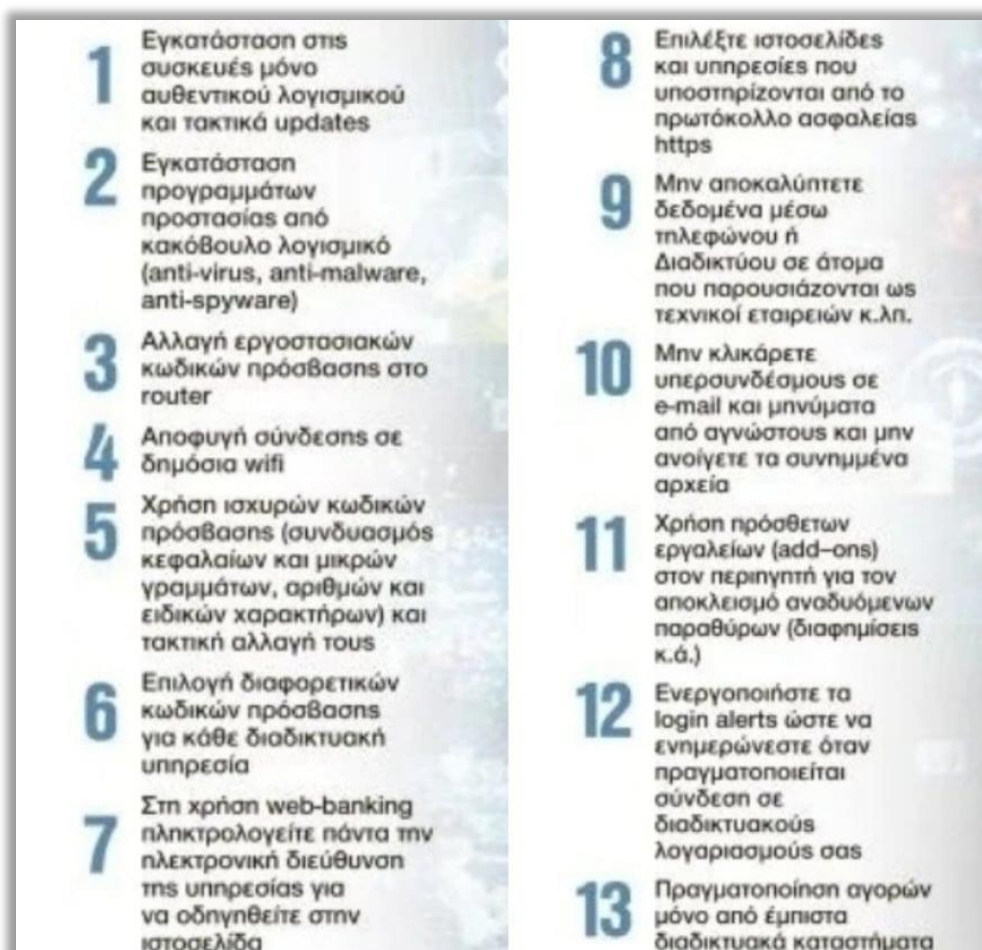 1
Εγκατάσταση στις
συσκευές μόνο
αυθεντικού λογισμικού
και τακτικά updates
2
Εγκατάσταση
προγραμμάτων
προστασίας από
κακόβουλο λογισμικό
(anti-virus, anti-malware,
anti-spyware)
3
Αλλαγή εργοστασιακών
κωδικών πρόσβασης στο
router
4
Αποφυγή σύνδεσης σε
δημόσια wifi
5
Χρήση ισχυρών κωδικών
πρόσβασης (συνδυασμός
κεφαλαίων και μικρών
γραμμάτων, αριθμών και
ειδικών χαρακτήρων) και
τακτική αλλαγή τους
6
Επιλογή διαφορετικών
κωδικών πρόσβασης
για κάθε διαδικτυακή
υπηρεσία
7
Στη χρήση web-banking
πληκτρολογείτε πάντα την
ηλεκτρονική διεύθυνση
της υπηρεσίας για
να οδηγηθείτε στην
ιστοσελίδα
8
Επιλέξτε ιστοσελίδες
και υπηρεσίες που
υποστηρίζονται από το
πρωτόκολλο ασφαλείας
https
9
Μην αποκαλύπτετε
δεδομένα μέσω
τηλεφώνου ή
Διαδικτύου σε άτομα
που παρουσιάζονται ως
τεχνικοί εταιρειών κ.λπ.
10
Μην κλικάρετε
υπερσυνδέσμους σε
e-mail και μηνύματα
από αγνώστους και μην
ανοίγετε τα συνημμένα
αρχεία
11
Χρήση πρόσθετων
εργαλείων (add–ons)
στον περιηγητή για τον
αποκλεισμό αναδυόμενων
παραθύρων (διαφημίσεις
κ.ά.)
12
Ενεργοποιήστε τα
login alerts ώστε να
ενημερώνεστε όταν
πραγματοποιείται
σύνδεση σε
διαδικτυακούς
λογαριασμούς σας
13
Πραγματοποίηση αγορών
μόνο από έμπιστα
διαδικτυακά καταστήματα